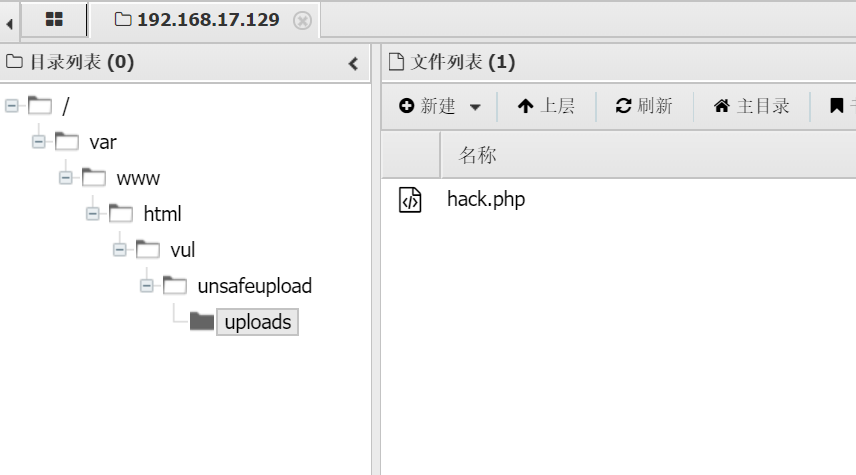 192.168.17.129
目录列表 (0)
文件列表 (1)
新建 上层 刷新 主目录
名称
/
var
www
html
vul
unsafeupload
uploads
hack.php